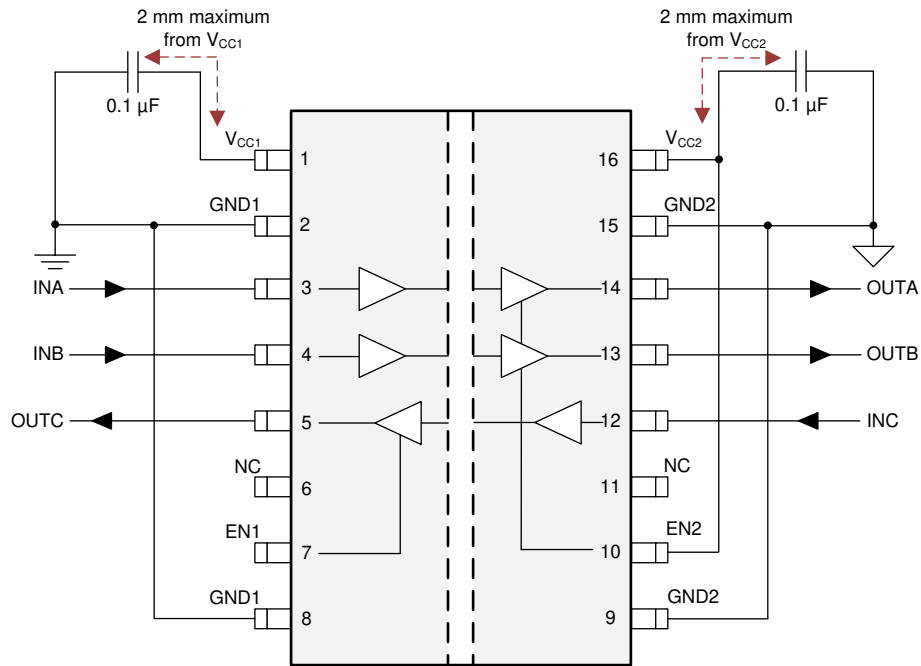 2 mm maximum
from VCC1
2 mm maximum
from VCC2
0.1 µF
0.1 µF
VCC1
1
16
VCC2
GND1
2
15
GND2
INA
3
14
OUTA
INB
4
13
OUTB
OUTC
5
12
INC
NC
6
11
NC
EN1
7
10
EN2
GND1
8
9
GND2